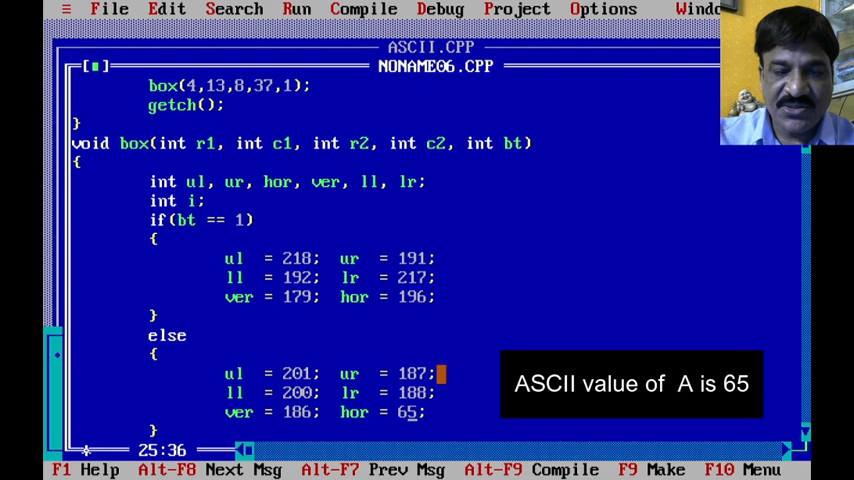 ≡ File Edit Search Run Compile Debug Project Options Windo
ASCII.CPP
NONAME06.CPP
box(4,13,8,37,1);
getch();
}
void box(int r1, int c1, int r2, int c2, int bt)
{
int ul, ur, hor, ver, ll, lr;
int i;
if(bt == 1)
{
ul = 218; ur = 191;
ll = 192; lr = 217;
ver = 179; hor = 196;
}
else
{
ul = 201; ur = 187;
ll = 200; lr = 188;
ver = 186; hor = 65;
}
ASCII value of A is 65
25:36
F1 Help Alt-F8 Next Msg Alt-F7 Prev Msg Alt-F9 Compile F9 Make F10 Menu